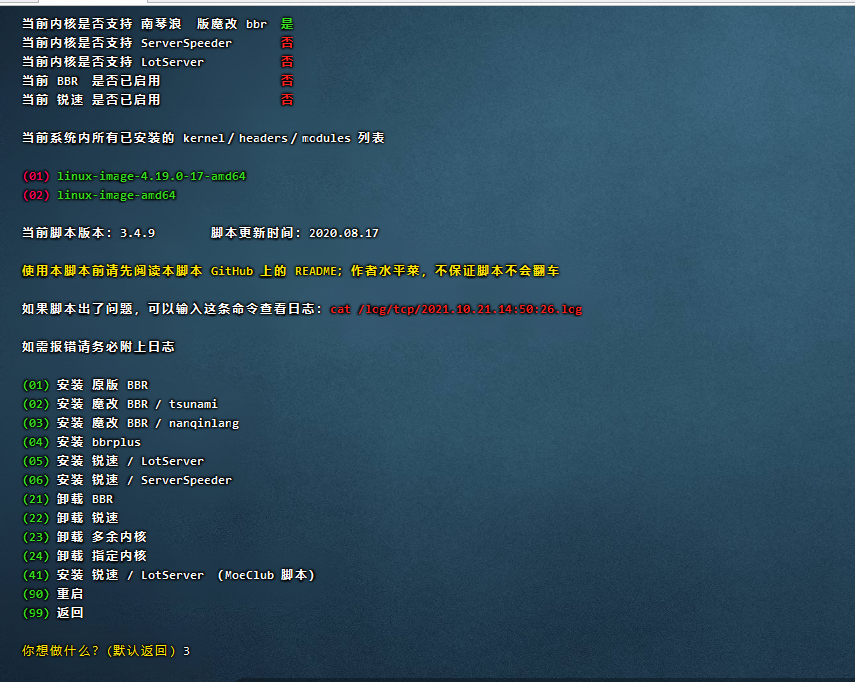 当前内核是否支持 南琴浪 版魔改 bbr 是
当前内核是否支持 ServerSpeeder 否
当前内核是否支持 LotServer 否
当前 BBR 是否已启用 否
当前 锐速 是否已启用 否
当前系统内所有已安装的 kernel / headers / modules 列表
(01) linux-image-4.19.0-17-amd64
(02) linux-image-amd64
当前脚本版本: 3.4.9 脚本更新时间: 2020.08.17
使用本脚本前请先阅读本脚本 GitHub 上的 README; 作者水平菜, 不保证脚本不会翻车
如果脚本出了问题, 可以输入这条命令查看日志: cat /log/tcp/2021.10.21.14:50:26.log
如需报错请务必附上日志
(01) 安装 原版 BBR
(02) 安装 魔改 BBR / tsunami
(03) 安装 魔改 BBR / nanqinlang
(04) 安装 bbrplus
(05) 安装 锐速 / LotServer
(06) 安装 锐速 / ServerSpeeder
(21) 卸载 BBR
(22) 卸载 锐速
(23) 卸载 多余内核
(24) 卸载 指定内核
(41) 安装 锐速 / LotServer (MoeClub 脚本)
(90) 重启
(99) 返回
你想做什么? (默认返回) 3